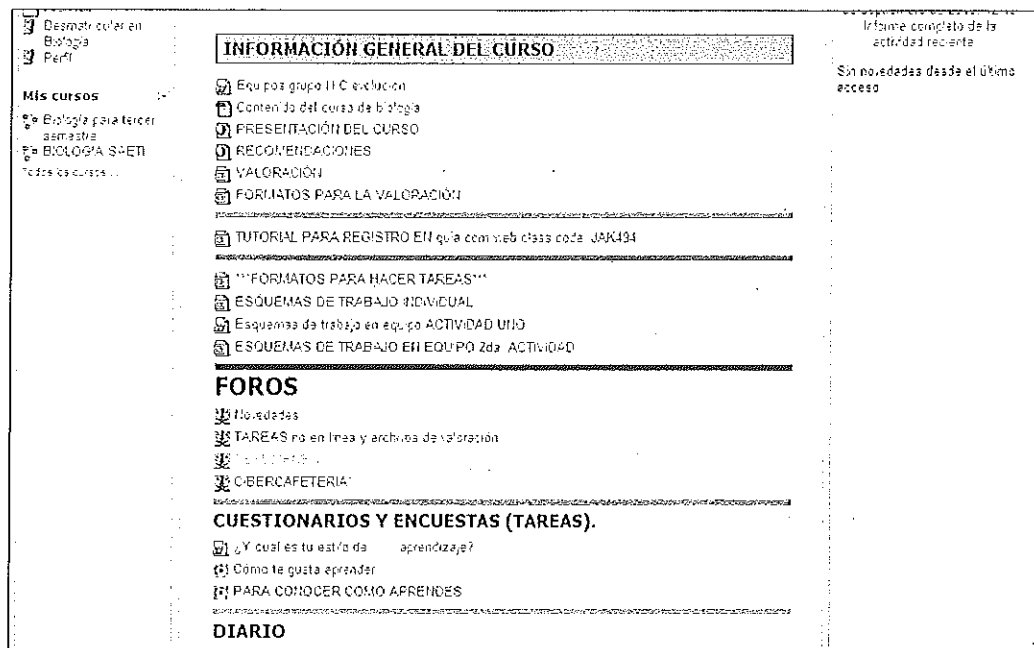 Desmatricular en
Biología
Perfil
Mis cursos
Biología para tercer
semestre
BIOLOGÍA SAETI
Todos los cursos...
INFORMACIÓN GENERAL DEL CURSO
Equipos grupo evolución
Contenido del curso de biología
PRESENTACIÓN DEL CURSO
RECOMENDACIONES
VALORACIÓN
FORMATOS PARA LA VALORACIÓN
TUTORIAL PARA REGISTRO EN quia.com web class code: JAK434
***FORMATOS PARA HACER TAREAS***
ESQUEMAS DE TRABAJO INDIVIDUAL
Esquemas de trabajo en equipo ACTIVIDAD UNO
ESQUEMAS DE TRABAJO EN EQUIPO 2da. ACTIVIDAD
FOROS
Novedades
TAREAS no en línea y archivos de valoración
CIBERCAFETERIA
CUESTIONARIOS Y ENCUESTAS (TAREAS).
¿Y cual es tu estilo de aprendizaje?
Cómo te gusta aprender
PARA CONOCER COMO APRENDES
DIARIO
Informe completo de la
actividad reciente
Sin novedades desde el último
acceso